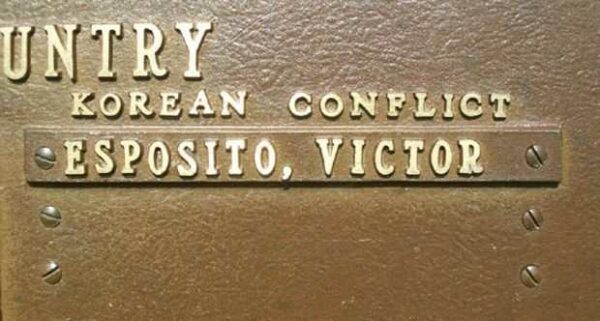 UNTRY
KOREAN CONFLICT
ESPOSITO, VICTOR